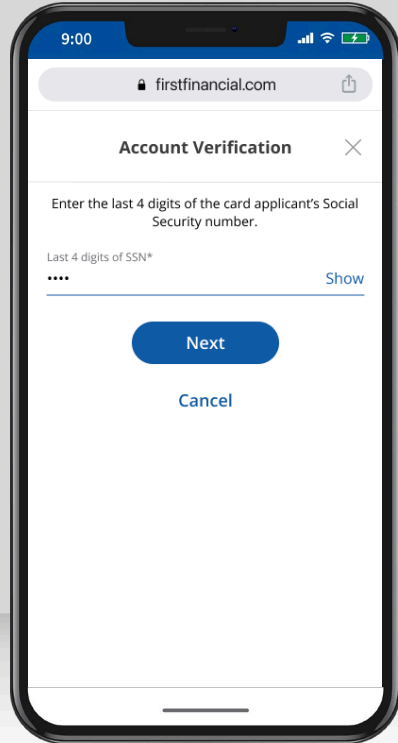 9:00
firstfinancial.com
Account Verification
Enter the last 4 digits of the card applicant's Social
Security number.
Last 4 digits of SSN*
••••
Show
Next
Cancel